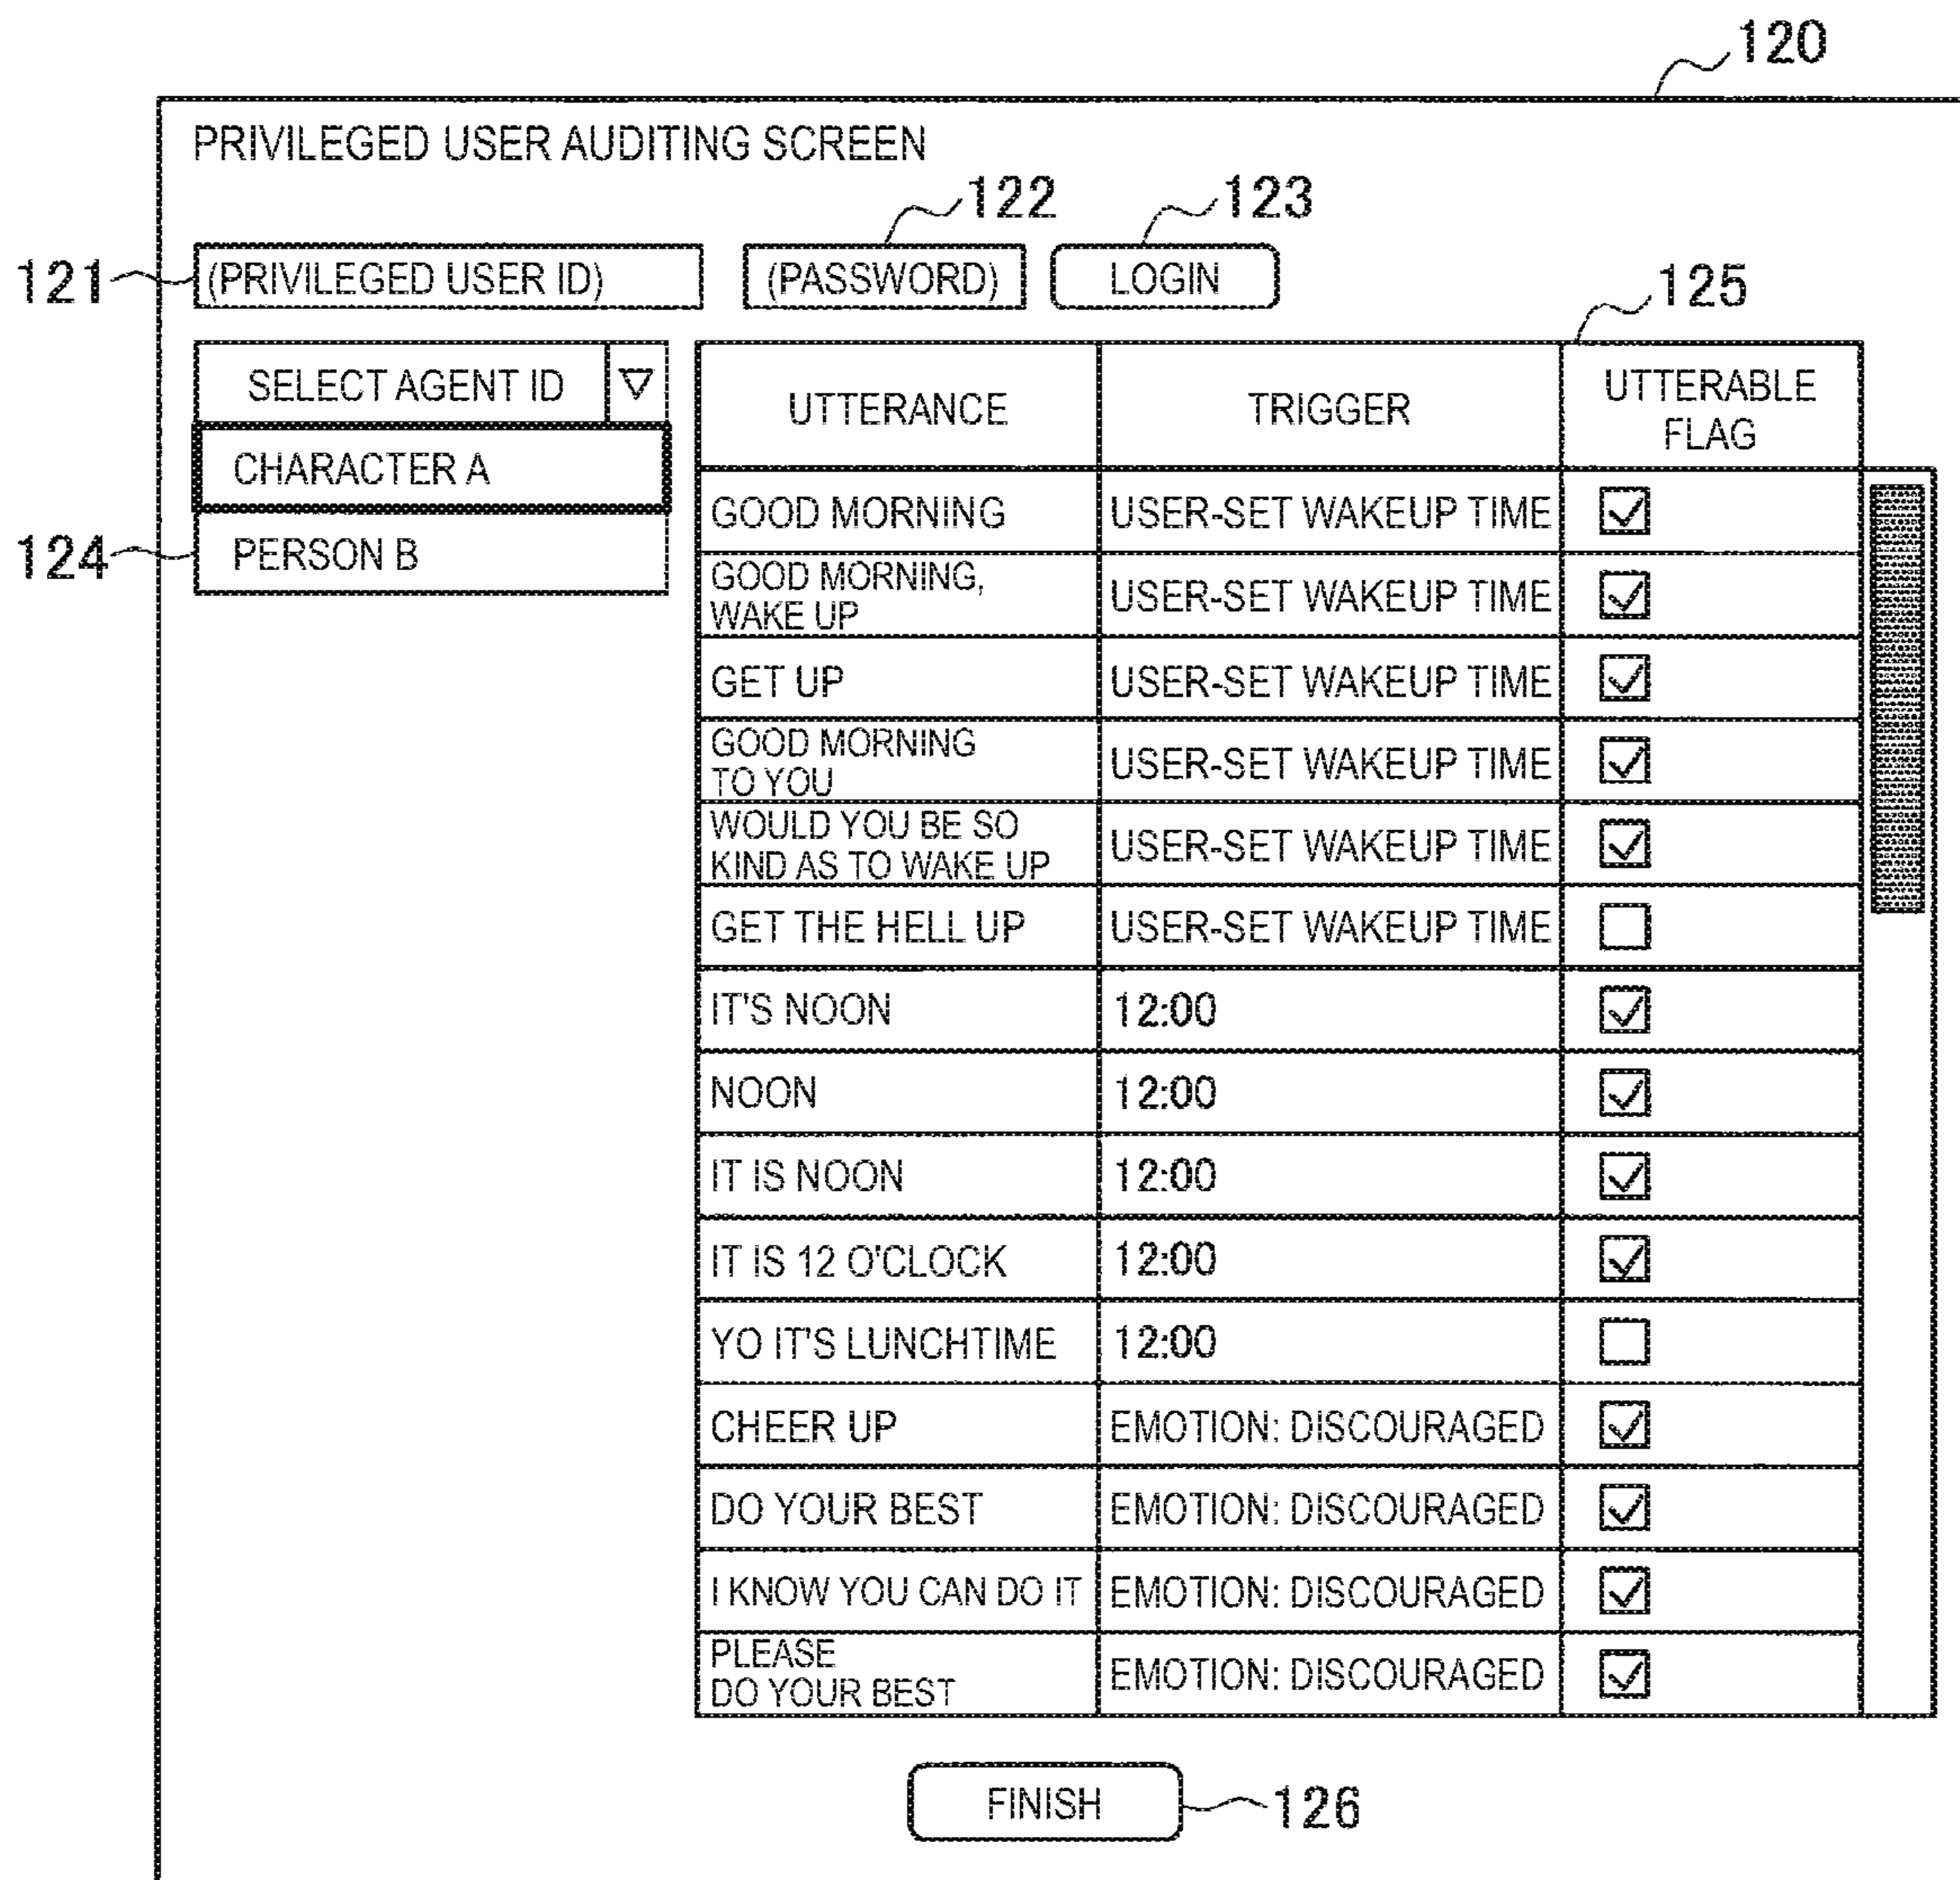 120
PRIVILEGED USER AUDITING SCREEN
122
123
121
(PRIVILEGED USER ID)
(PASSWORD)
LOGIN
125
SELECT AGENT ID ▽
CHARACTER A
124
PERSON B
UTTERANCE TRIGGER UTTERABLE
FLAG
GOOD MORNING USER-SET WAKEUP TIME
GOOD MORNING,
WAKE UP USER-SET WAKEUP TIME
GET UP USER-SET WAKEUP TIME
GOOD MORNING
TO YOU USER-SET WAKEUP TIME
WOULD YOU BE SO
KIND AS TO WAKE UP USER-SET WAKEUP TIME
GET THE HELL UP USER-SET WAKEUP TIME
IT'S NOON 12:00
NOON 12:00
IT IS NOON 12:00
IT IS 12 O'CLOCK 12:00
YO IT'S LUNCHTIME 12:00
CHEER UP EMOTION: DISCOURAGED
DO YOUR BEST EMOTION: DISCOURAGED
I KNOW YOU CAN DO IT EMOTION: DISCOURAGED
PLEASE
DO YOUR BEST EMOTION: DISCOURAGED
FINISH
126